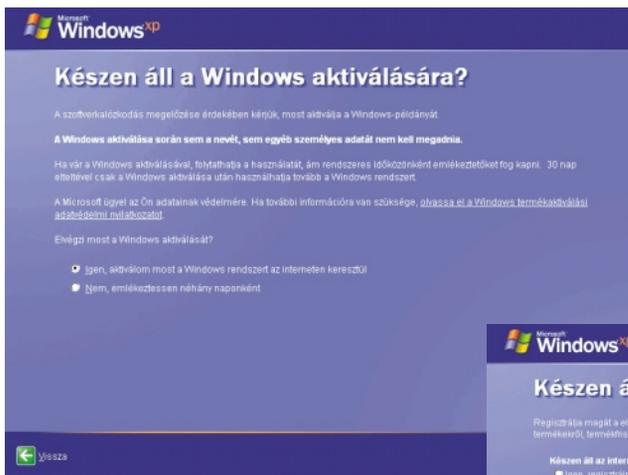 Microsoft
Windows xp
Készen áll a Windows aktiválására?
A szoftverkalózkodás megelőzése érdekében kérjük, most aktiválja a Windows-példányát.
A Windows aktiválása során sem a nevét, sem egyéb személyes adatát nem kell megadnia.
Ha vár a Windows aktiválásával, folytathatja a használatát, ám rendszeres időközönként emlékeztetőket fog kapni. 30 nap
elteltével csak a Windows aktiválása után használhatja tovább a Windows rendszert.
A Microsoft ügyel az Ön adatainak védelmére. Ha további információra van szüksége, olvassa el a Windows termékaktiválási
adatvédelmi nyilatkozatot.
Elvégzi most a Windows aktiválását?
Igen, aktiválom most a Windows rendszert az interneten keresztül
Nem, emlékeztessen néhány naponként
Vissza
Microsoft
Windows
Készen
Regisztrálja magát a
termékekről,
Készen áll az
Igen,